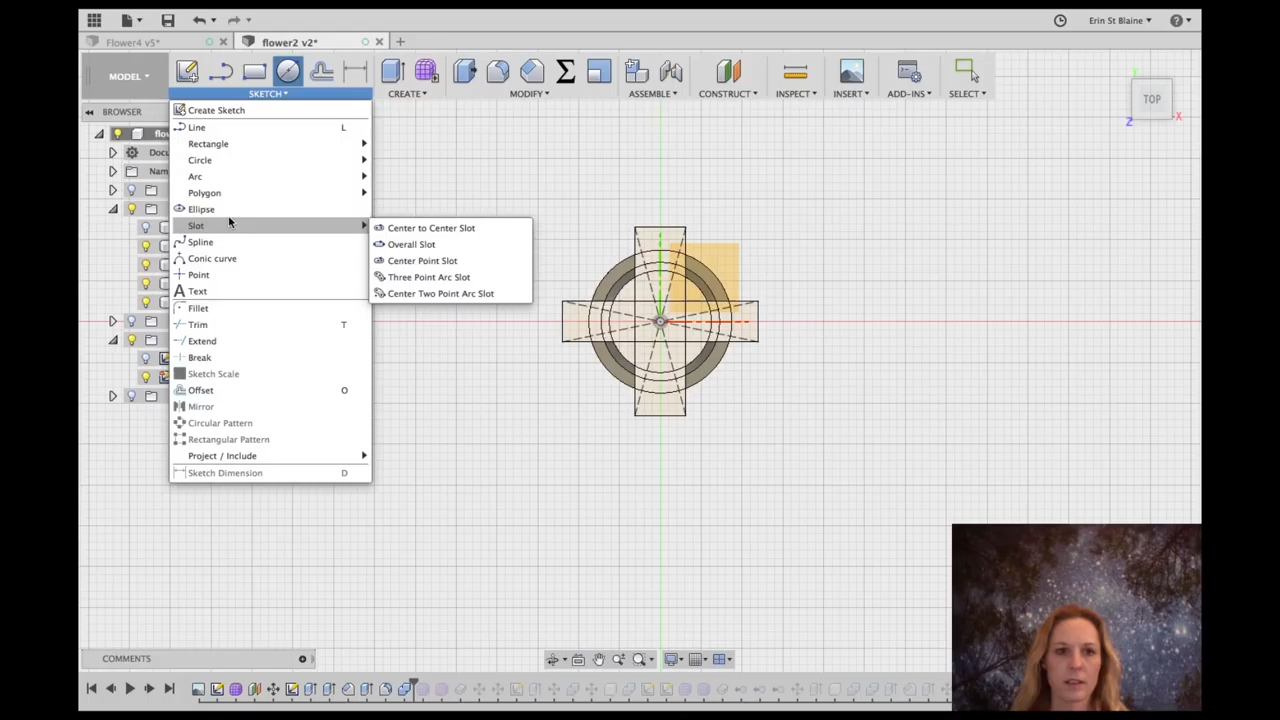 Erin St Blaine
Flower4 v5*
flower2 v2*
MODEL
SKETCH
CREATE
MODIFY
ASSEMBLE
CONSTRUCT
INSPECT
INSERT
ADD-INS
SELECT
BROWSER
TOP
X
Z
flow
Docu
Nam
Create Sketch
Line L
Rectangle
Circle
Arc
Polygon
Ellipse
Slot
Spline
Conic curve
Point
Text
Fillet
Trim T
Extend
Break
Sketch Scale
Offset O
Mirror
Circular Pattern
Rectangular Pattern
Project / Include
Sketch Dimension D
Center to Center Slot
Overall Slot
Center Point Slot
Three Point Arc Slot
Center Two Point Arc Slot
COMMENTS